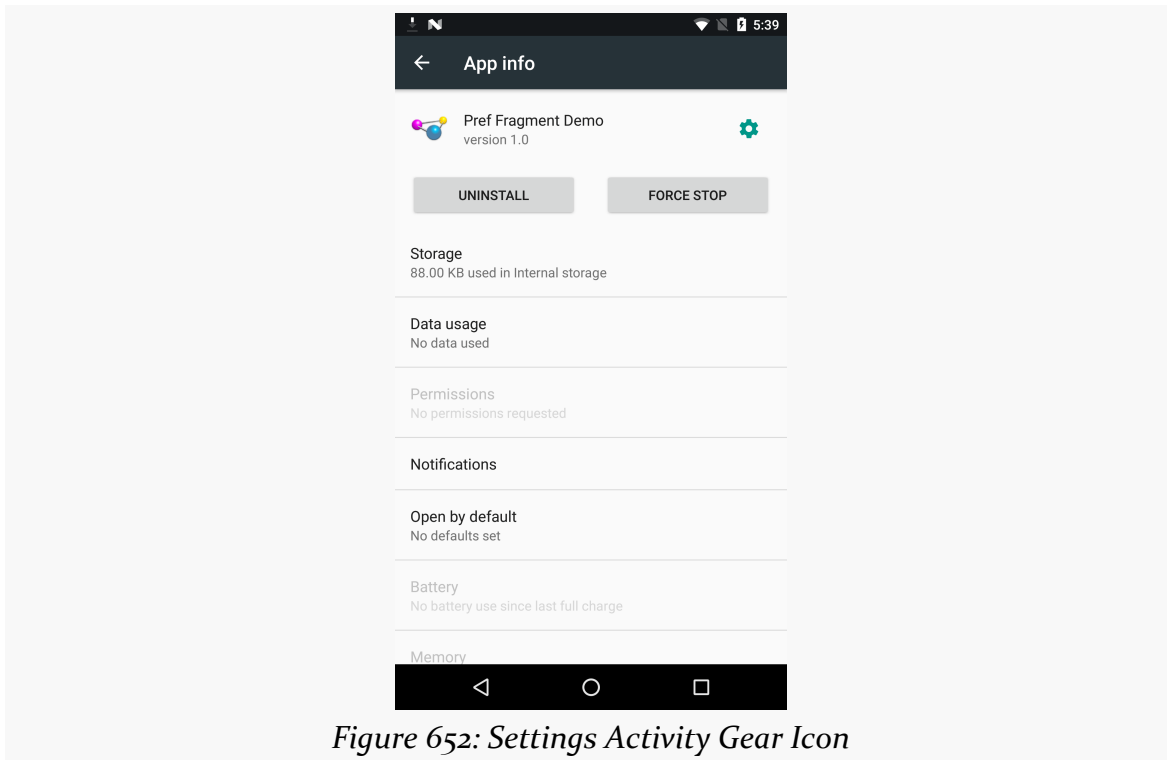 5:39
App info
Pref Fragment Demo
version 1.0
UNINSTALL
FORCE STOP
Storage
88.00 KB used in Internal storage
Data usage
No data used
Permissions
No permissions requested
Notifications
Open by default
No defaults set
Battery
No battery use since last full charge
Memory
Figure 652: Settings Activity Gear Icon